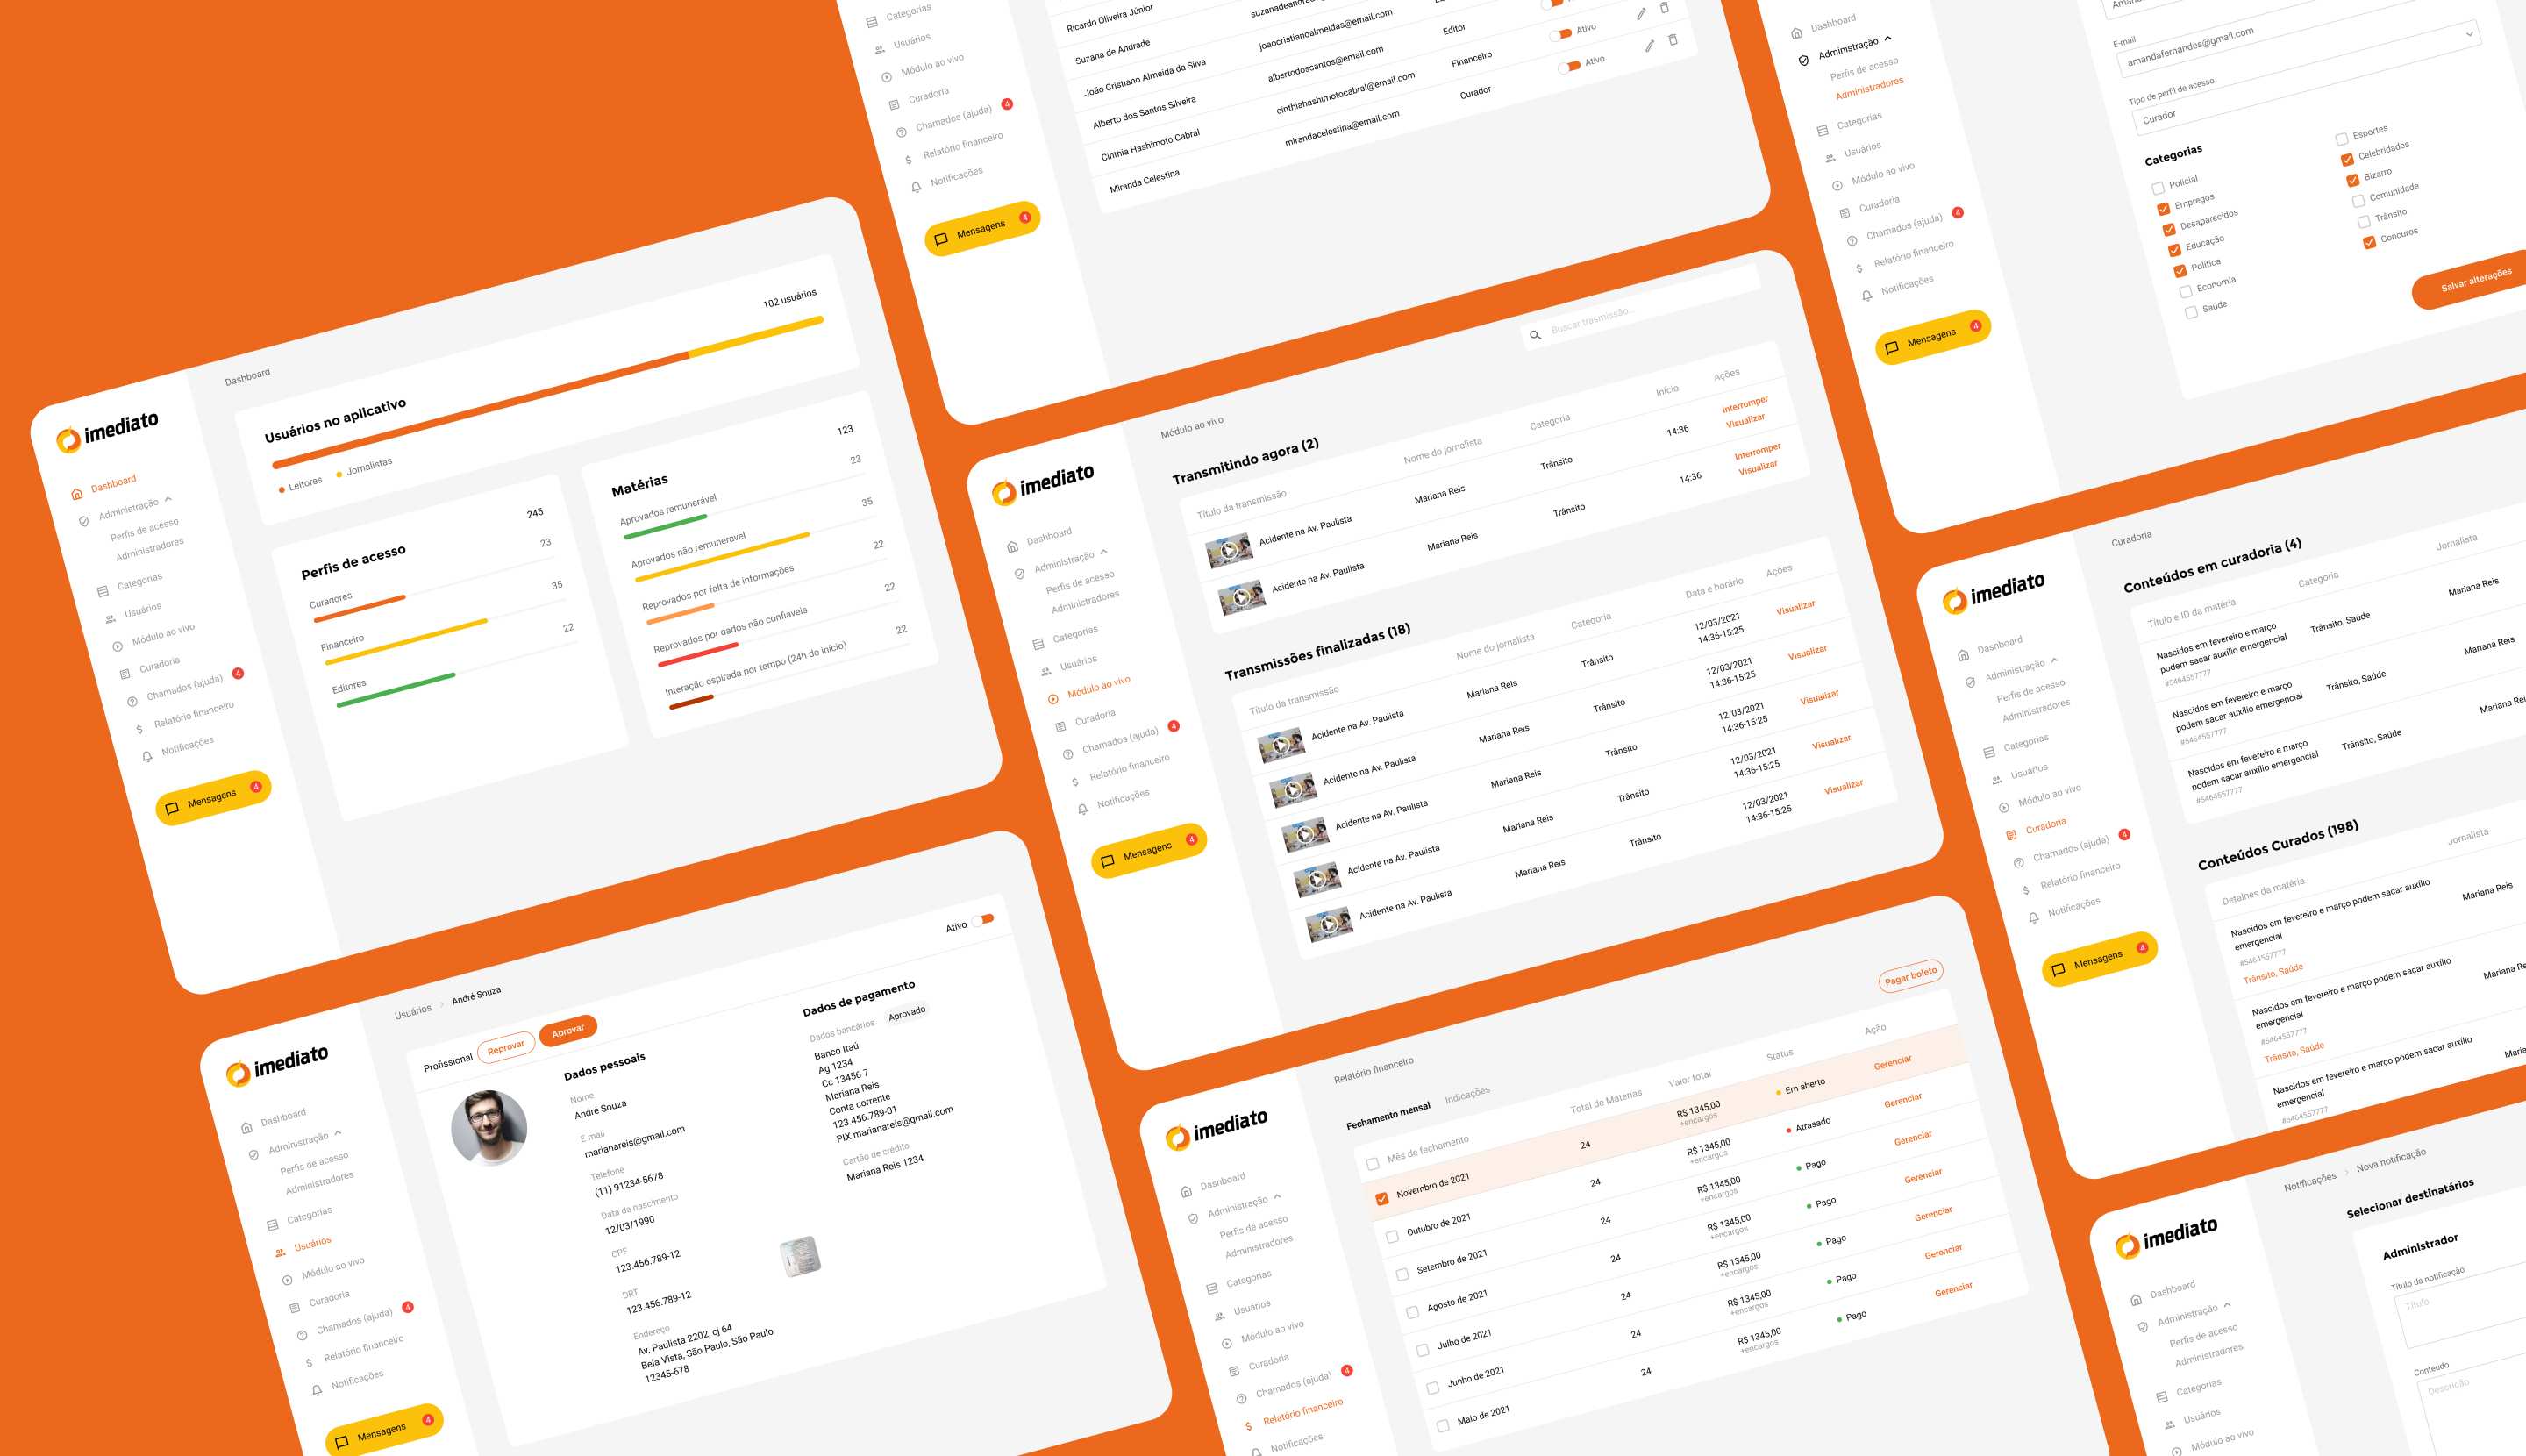 Dashboard
102 usuários
Usuários no aplicativo
Leitores
Jornalistas
Perfis de acesso
245
Curadores
23
Financeiro
35
Editores
22
Matérias
123
Aprovados remunerável
23
Aprovados não remunerável
35
Reprovados por falta de informações
22
Reprovados por dados não confiáveis
22
Interação espirada por tempo (24h do início)
22
imediato
Dashboard
Administração
Perfis de acesso
Administradores
Categorias
Usuários
Módulo ao vivo
Curadoria
Chamados (ajuda) 4
Relatório financeiro
Notificações
Mensagens 4
Usuários > André Souza
Ativo
Profissional Reprovar Aprovar
Dados pessoais
Nome
André Souza
E-mail
marianareis@gmail.com
Telefone
(11) 91234-5678
Data de nascimento
12/03/1990
CPF
123.456.789-12
DRT
123.456.789-12
Endereço
Av. Paulista 2202, cj 64
Bela Vista, São Paulo, São Paulo
12345-678
Dados de pagamento
Dados bancários Aprovado
Banco Itaú
Ag 1234
Cc 13456-7
Mariana Reis
Conta corrente
123.456.789-01
PIX marianareis@gmail.com
Cartão de crédito
Mariana Reis 1234
imediato
Dashboard
Administração
Perfis de acesso
Administradores
Categorias
Usuários
Módulo ao vivo
Curadoria
Chamados (ajuda) 4
Relatório financeiro
Notificações
Mensagens 4
Categorias
Usuários
Módulo ao vivo
Curadoria
Chamados (ajuda) 4
Relatório financeiro
Notificações
Mensagens 4
Ricardo Oliveira Júnior
Suzana de Andrade
João Cristiano Almeida da Silva
joaocristianoalmeidas@email.com
Editor
Alberto dos Santos Silveira
albertodossantos@email.com
Financeiro
Ativo
Cinthia Hashimoto Cabral
cinthiahashimotocabral@email.com
Curador
Ativo
Miranda Celestina
mirandacelestina@email.com
Módulo ao vivo
Buscar trasmissão...
Transmitindo agora (2)
Título da transmissão Nome do jornalista Categoria Início Ações
Acidente na Av. Paulista Mariana Reis Trânsito 14:36 Interromper
Visualizar
Acidente na Av. Paulista Mariana Reis Trânsito 14:36 Interromper
Visualizar
Transmissões finalizadas (18)
Título da transmissão Nome do jornalista Categoria Data e horário Ações
Acidente na Av. Paulista Mariana Reis Trânsito 12/03/2021 Visualizar
14:36-15:25
Acidente na Av. Paulista Mariana Reis Trânsito 12/03/2021 Visualizar
14:36-15:25
Acidente na Av. Paulista Mariana Reis Trânsito 12/03/2021 Visualizar
14:36-15:25
Acidente na Av. Paulista Mariana Reis Trânsito 12/03/2021 Visualizar
14:36-15:25
Acidente na Av. Paulista Mariana Reis Trânsito 12/03/2021 Visualizar
14:36-15:25
imediato
Dashboard
Administração
Perfis de acesso
Administradores
Categorias
Usuários
Módulo ao vivo
Curadoria
Chamados (ajuda) 4
Relatório financeiro
Notificações
Mensagens 4
Relatório financeiro
Pagar boleto
Fechamento mensal Indicações
Mês de fechamento Total de Materias Valor total Status Ação
Novembro de 2021 24 R$ 1345,00 Em aberto Gerenciar
+encargos
Outubro de 2021 24 R$ 1345,00 Atrasado Gerenciar
+encargos
Setembro de 2021 24 R$ 1345,00 Pago Gerenciar
+encargos
Agosto de 2021 24 R$ 1345,00 Pago Gerenciar
+encargos
Julho de 2021 24 R$ 1345,00 Pago Gerenciar
+encargos
Junho de 2021 24 R$ 1345,00 Pago Gerenciar
+encargos
Maio de 2021 24 R$ 1345,00 Pago Gerenciar
+encargos
imediato
Dashboard
Administração
Perfis de acesso
Administradores
Categorias
Usuários
Módulo ao vivo
Curadoria
Chamados (ajuda) 4
Relatório financeiro
Notificações
Dashboard
Administração
Perfis de acesso
Administradores
Categorias
Usuários
Módulo ao vivo
Curadoria
Chamados (ajuda) 4
Relatório financeiro
Notificações
Mensagens 4
E-mail
amandafernandes@gmail.com
Tipo de perfil de acesso
Curador
Categorias
Policial
Empregos
Desaparecidos
Educação
Política
Economia
Saúde
Esportes
Celebridades
Bizarro
Comunidade
Trânsito
Concuros
Salvar alterações
Curadoria
Conteúdos em curadoria (4)
Título e ID da matéria Categoria Jornalista
Nascidos em fevereiro e março
podem sacar auxílio emergencial
#5464557777
Trânsito, Saúde
Mariana Reis
Nascidos em fevereiro e março
podem sacar auxílio emergencial
#5464557777
Trânsito, Saúde
Mariana Reis
Nascidos em fevereiro e março
podem sacar auxílio emergencial
#5464557777
Trânsito, Saúde
Conteúdos Curados (198)
Detalhes da matéria Jornalista
Nascidos em fevereiro e março podem sacar auxílio
emergencial
#5464557777
Trânsito, Saúde
Mariana Reis
Nascidos em fevereiro e março podem sacar auxílio
emergencial
#5464557777
Trânsito, Saúde
Nascidos em fevereiro e março podem sacar auxílio
emergencial
#5464557777
imediato
Dashboard
Administração
Perfis de acesso
Administradores
Categorias
Usuários
Módulo ao vivo
Curadoria
Chamados (ajuda) 4
Relatório financeiro
Notificações
Mensagens 4
Notificações > Nova notificação
Selecionar destinatários
Administrador
Título da notificação
Título
Conteúdo
Descrição
imediato
Dashboard
Administração
Perfis de acesso
Administradores
Categorias
Usuários
Módulo ao vivo